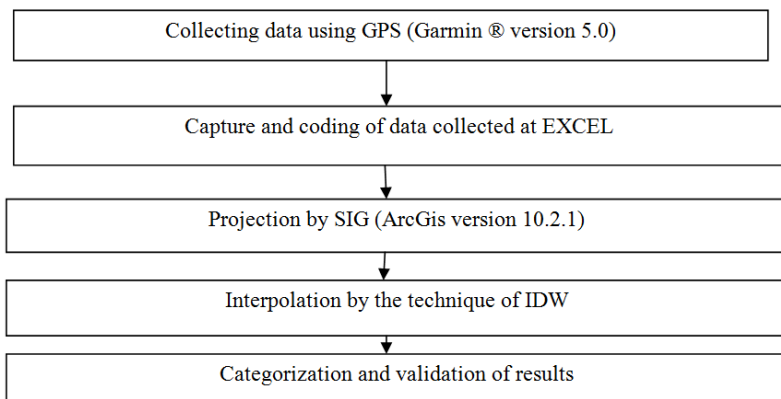 Collecting data using GPS (Garmin ® version 5.0)
Capture and coding of data collected at EXCEL
Projection by SIG (ArcGis version 10.2.1)
Interpolation by the technique of IDW
Categorization and validation of results